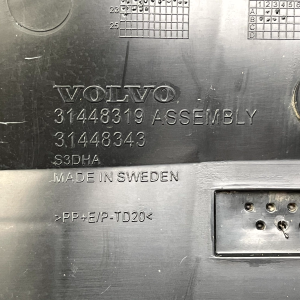 VOLVO
31448319 ASSEMBLY
31448343
S3DHA
MADE IN SWEDEN
>PP+E/P-TD20<